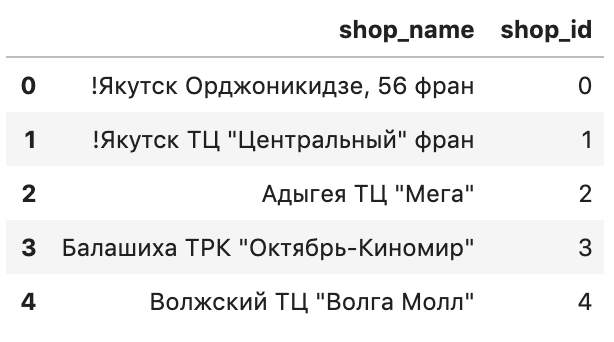 shop_name shop_id
0 !Якутск Орджоникидзе, 56 фран 0
1 !Якутск ТЦ "Центральный" фран 1
2 Адыгея ТЦ "Мега" 2
3 Балашиха ТРК "Октябрь-Киномир" 3
4 Волжский ТЦ "Волга Молл" 4